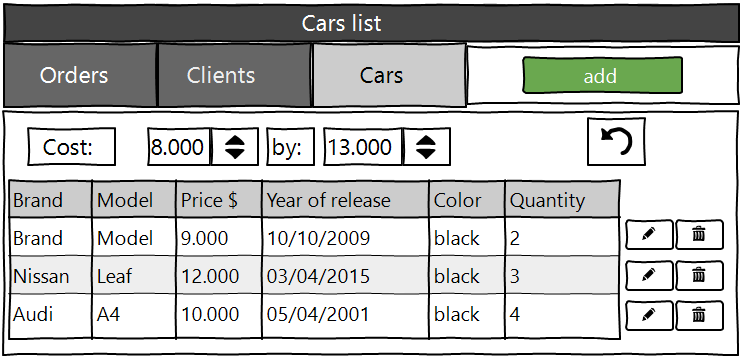 Cars list
Orders Clients Cars add
Cost: 8.000 by: 13.000
Brand Model Price $ Year of release Color Quantity
Brand Model 9.000 10/10/2009 black 2
Nissan Leaf 12.000 03/04/2015 black 3
Audi A4 10.000 05/04/2001 black 4